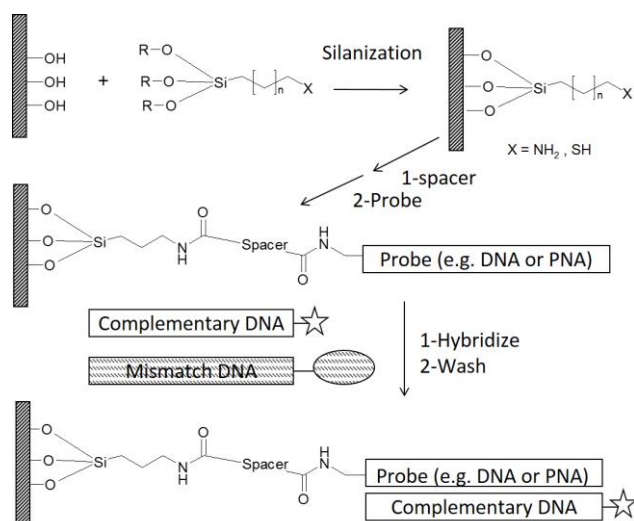 OH
OH
OH
+
R—O
R—O
R—O
Si
n
X
Silanization
O
O
O
Si
n
X
X = NH2 , SH
1-spacer
2-Probe
O
O
O
Si
N
H
O
Spacer
O
H
N
Probe (e.g. DNA or PNA)
Complementary DNA
Mismatch DNA
1-Hybridize
2-Wash
O
O
O
Si
N
H
O
Spacer
O
H
N
Probe (e.g. DNA or PNA)
Complementary DNA